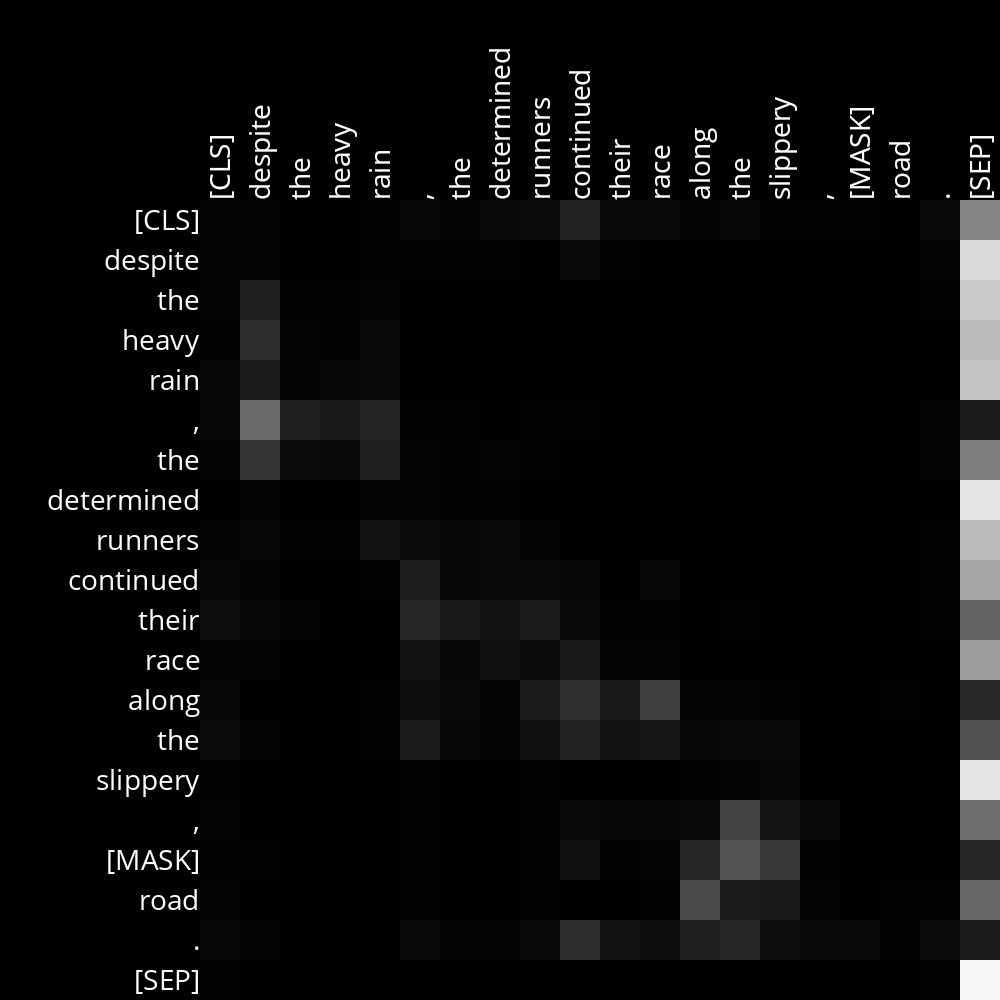 [CLS] despite the heavy rain , the determined runners continued their race along the slippery , [MASK] road . [SEP]
[CLS]
despite
the
heavy
rain
,
the
determined
runners
continued
their
race
along
the
slippery
,
[MASK]
road
.
[SEP]